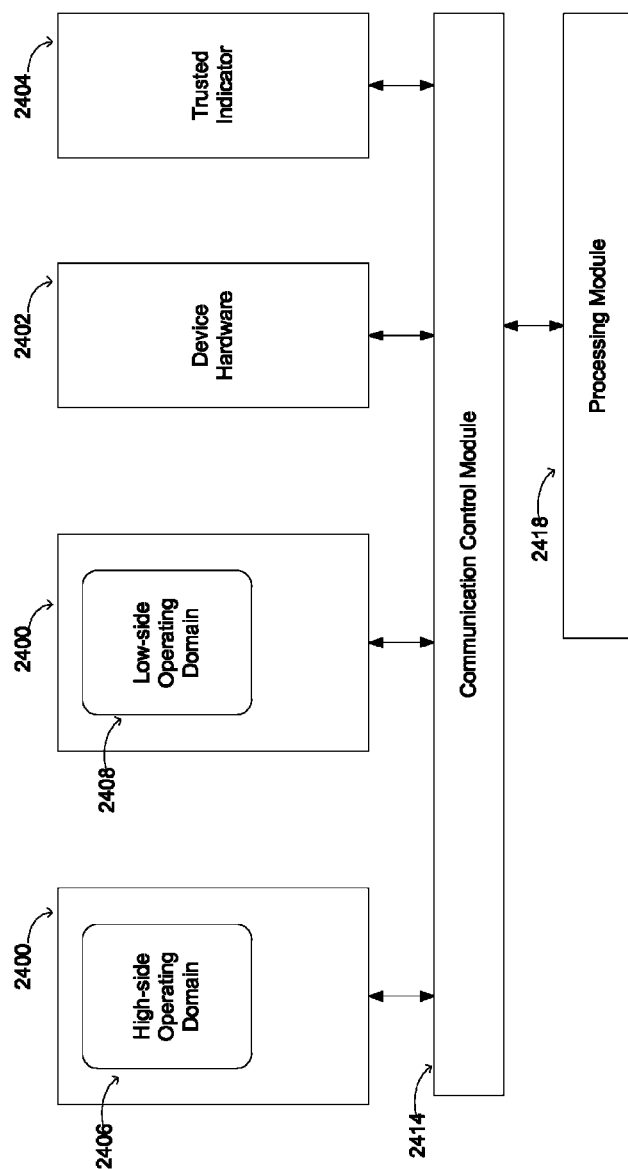 2400
High-side
Operating
Domain
2406
2400
Low-side
Operating
Domain
2408
2402
Device
Hardware
2404
Trusted
Indicator
2414
Communication Control Module
2418
Processing Module